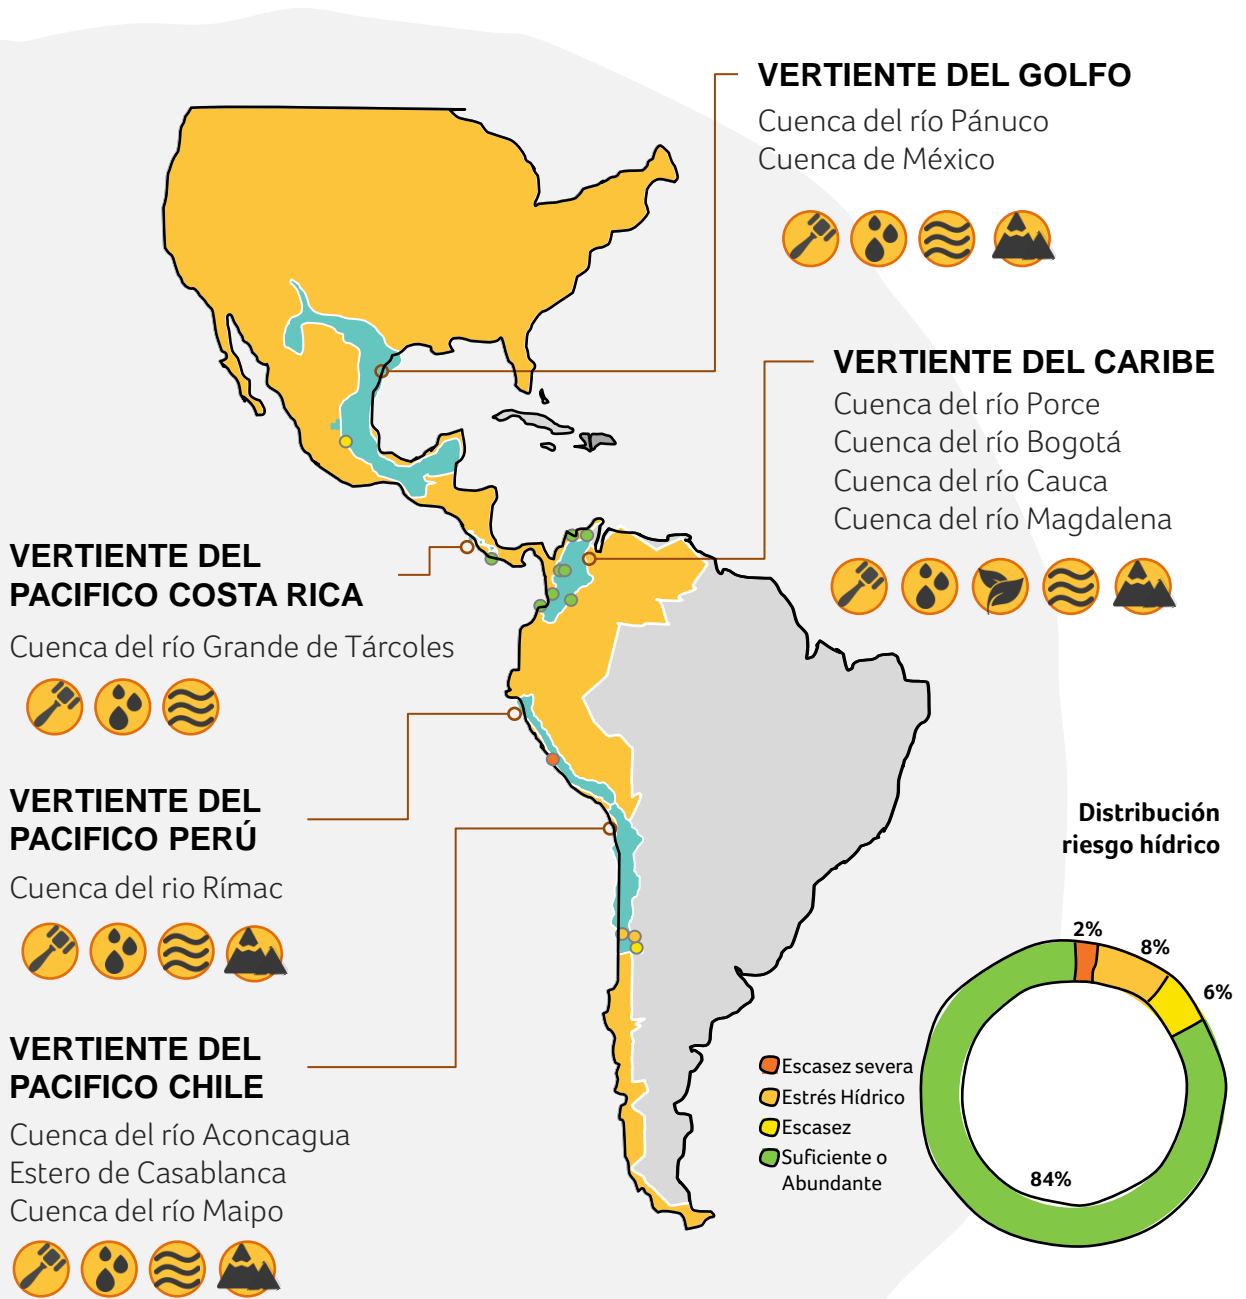 VERTIENTE DEL GOLFO
Cuenca del río Pánuco
Cuenca de México
VERTIENTE DEL CARIBE
Cuenca del río Porce
Cuenca del río Bogotá
Cuenca del río Cauca
Cuenca del río Magdalena
VERTIENTE DEL
PACIFICO COSTA RICA
Cuenca del río Grande de Tárcoles
VERTIENTE DEL
PACIFICO PERÚ
Cuenca del rio Rímac
VERTIENTE DEL
PACIFICO CHILE
Cuenca del río Aconcagua
Estero de Casablanca
Cuenca del río Maipo
Distribución
riesgo hídrico
2%
8%
6%
84%
Escasez severa
Estrés Hídrico
Escasez
Suficiente o
Abundante